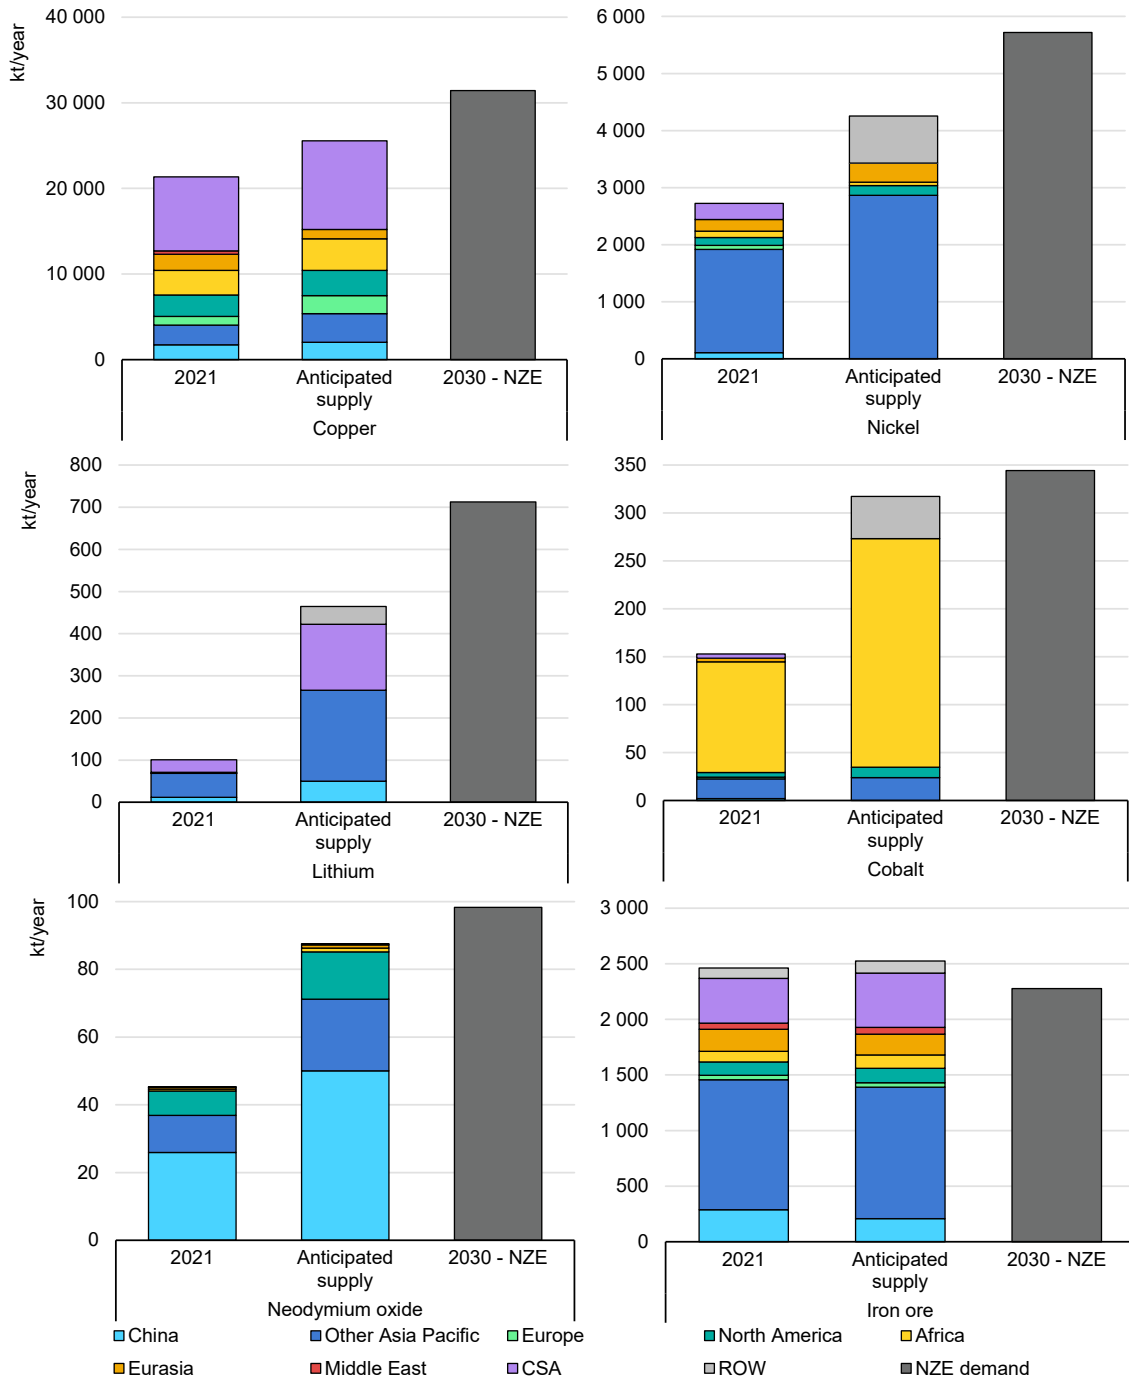 kt/year
40 000
30 000
20 000
10 000
0
2021
Anticipated
supply
2030 - NZE
Copper
6 000
5 000
4 000
3 000
2 000
1 000
0
2021
Anticipated
supply
2030 - NZE
Nickel
kt/year
800
700
600
500
400
300
200
100
0
2021
Anticipated
supply
2030 - NZE
Lithium
350
300
250
200
150
100
50
0
2021
Anticipated
supply
2030 - NZE
Cobalt
kt/year
100
80
60
40
20
0
2021
Anticipated
supply
2030 - NZE
Neodymium oxide
3 000
2 500
2 000
1 500
1 000
500
0
2021
Anticipated
supply
2030 - NZE
Iron ore
China Other Asia Pacific Europe North America Africa
Eurasia Middle East CSA ROW NZE demand